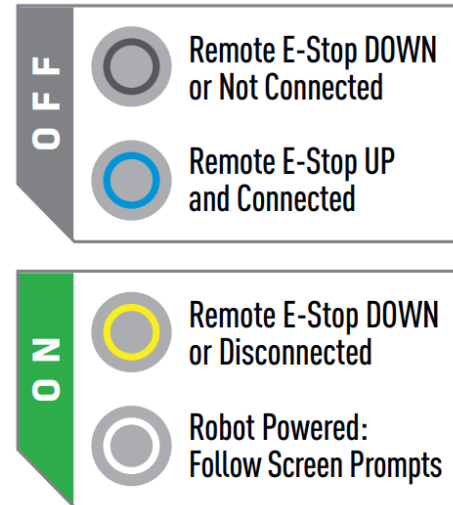 OFF
Remote E-Stop DOWN
or Not Connected
Remote E-Stop UP
and Connected
ON
Remote E-Stop DOWN
or Disconnected
Robot Powered:
Follow Screen Prompts